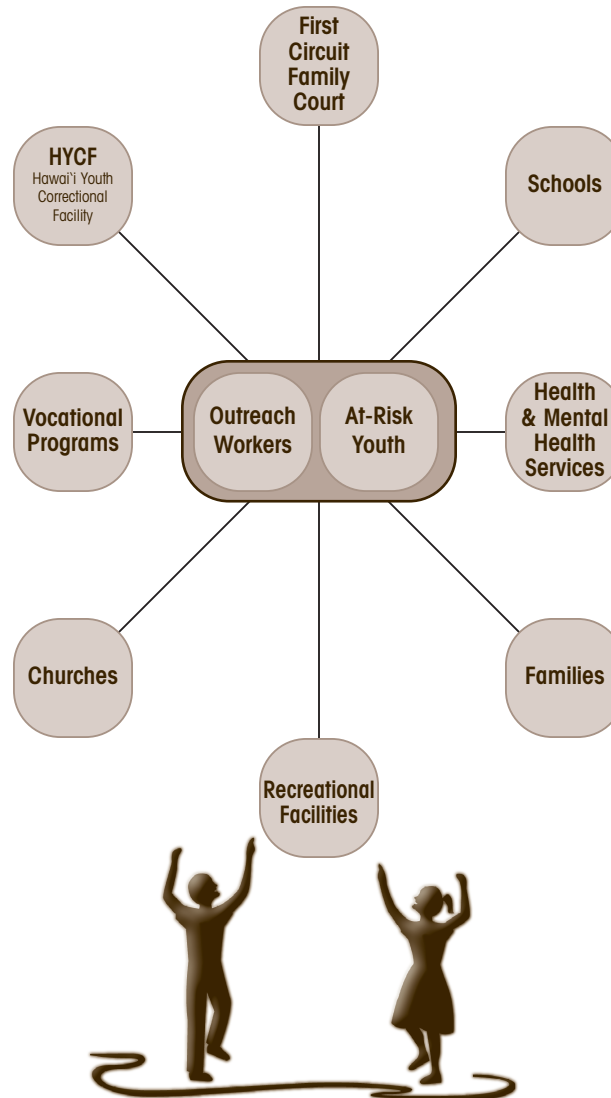 First
Circuit
Family
Court
HYCF
Hawai‵i Youth
Correctional
Facility
Schools
Vocational
Programs
Outreach
Workers
At-Risk
Youth
Health
& Mental
Health
Services
Churches
Families
Recreational
Facilities